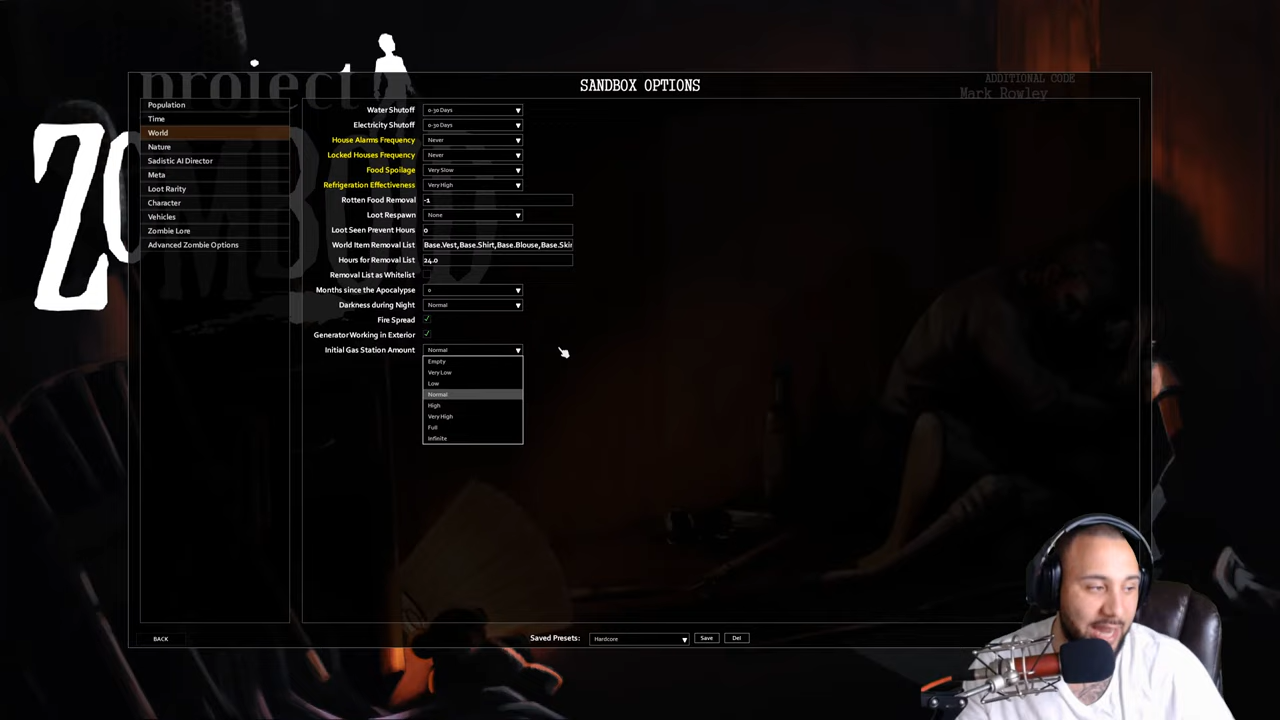 project
ZOMBOID
ADDITIONAL CODE
Mark Rowley
SANDBOX OPTIONS
Population
Time
World
Nature
Sadistic AI Director
Meta
Loot Rarity
Character
Vehicles
Zombie Lore
Advanced Zombie Options
Water Shutoff 0-30 Days
Electricity Shutoff 0-30 Days
House Alarms Frequency Never
Locked Houses Frequency Never
Food Spoilage Very Slow
Refrigeration Effectiveness Very High
Rotten Food Removal -1
Loot Respawn None
Loot Seen Prevent Hours 0
World Item Removal List Base.Vest,Base.Shirt,Base.Blouse,Base.Skir
Hours for Removal List 24.0
Removal List as Whitelist
Months since the Apocalypse 0
Darkness during Night Normal
Fire Spread
Generator Working in Exterior
Initial Gas Station Amount Normal
Empty
Very Low
Low
Normal
High
Very High
Full
Infinite
BACK
Saved Presets: Hardcore Save Del